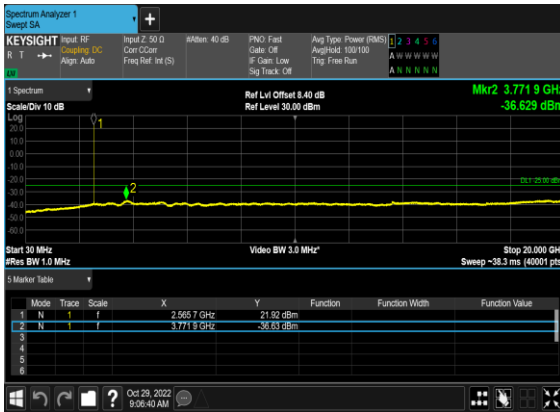 Spectrum Analyzer 1
Swept SA
+
KEYSIGHT
R T
LW
Input: RF
Coupling: DC
Align: Auto
Input Z: 50 Ω
Corr CCorr
Freq Ref: Int (S)
#Atten: 40 dB
PNO: Fast
Gate: Off
IF Gain: Low
Sig Track: Off
Avg Type: Power (RMS)
Avg|Hold: 100/100
Trig: Free Run
1 2 3 4 5 6
A W W W W W
A N N N N N
1 Spectrum
Scale/Div 10 dB
Ref Lvl Offset 8.40 dB
Ref Level 30.00 dBm
Mkr2 3.771 9 GHz
-36.629 dBm
Log
20.0
10.0
0.00
-10.0
-20.0
-30.0
-40.0
-50.0
-60.0
1
2
DL1 -25.00 dBm
Start 30 MHz
#Res BW 1.0 MHz
Video BW 3.0 MHz*
Stop 20.000 GHz
Sweep ~38.3 ms (40001 pts)
5 Marker Table
Mode Trace Scale X Y Function Function Width Function Value
1 N 1 f 2.565 7 GHz 21.92 dBm
2 N 1 f 3.771 9 GHz -36.63 dBm
3
4
5
6
?
Oct 29, 2022
9:06:40 AM